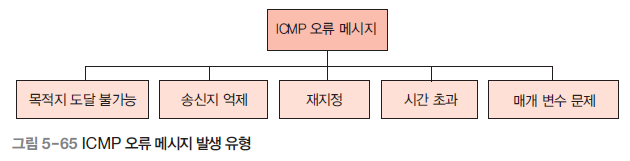 ICMP 오류 메시지
목적지 도달 불가능 송신지 억제 재지정 시간 초과 매개 변수 문제
그림 5-65 ICMP 오류 메시지 발생 유형